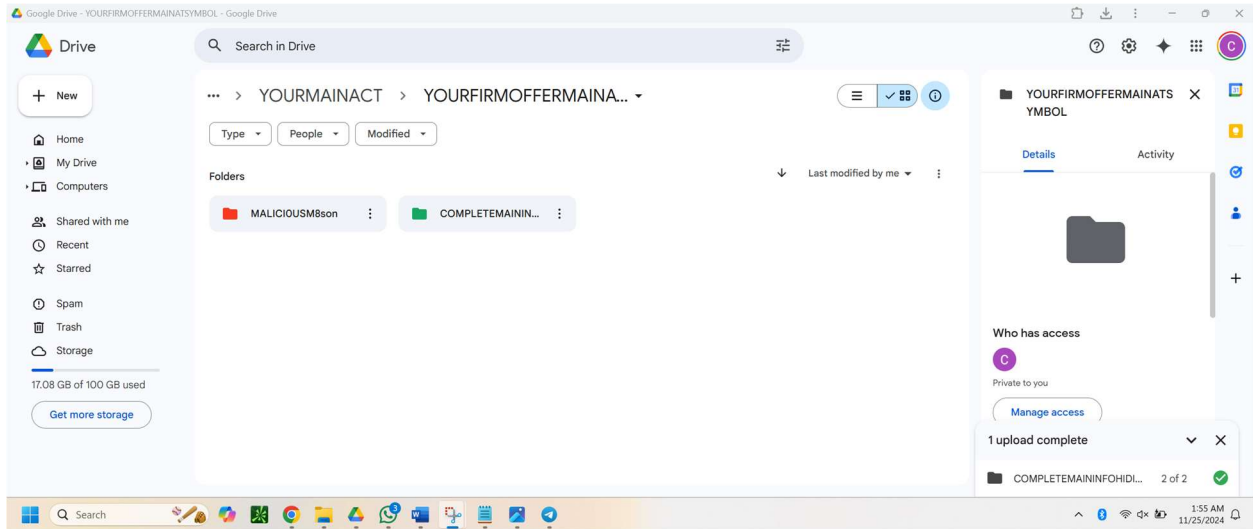 Google Drive - YOURFIRMOFFERMAINATSYMBOL - Google Drive
Drive
Search in Drive
C
New
Home
My Drive
Computers
Shared with me
Recent
Starred
Spam
Trash
Storage
17.08 GB of 100 GB used
Get more storage
... > YOURMAINACT > YOURFIRMOFFERMAINA...
Type People Modified
Folders
Last modified by me
MALICI0USM8son
COMPLETEMAININ...
YOURFIRMOFFERMAINATS
YMBOL
Details Activity
Who has access
C
Private to you
Manage access
1 upload complete
COMPLETEMAININFOHIDI... 2 of 2
31
Search
3
1:55 AM
11/25/2024